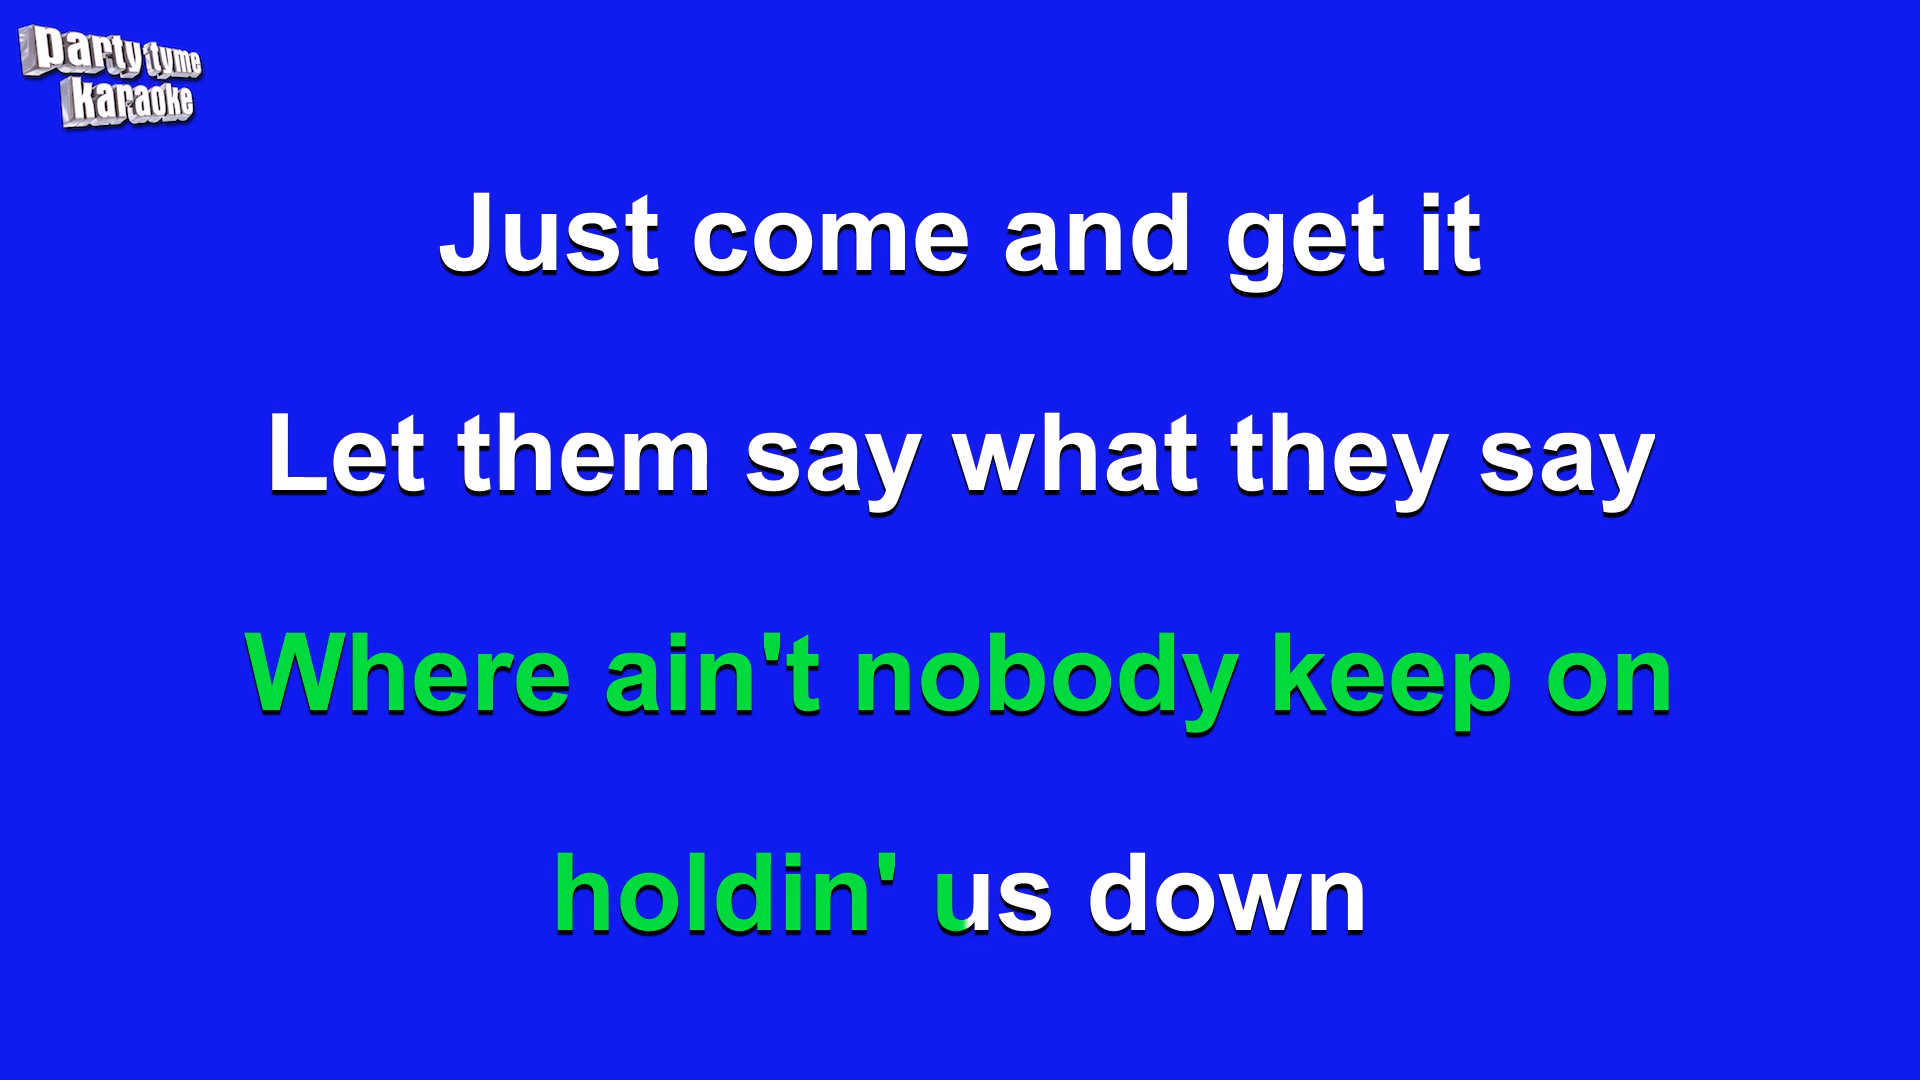 party tyme
karaoke
Just come and get it
Let them say what they say
Where ain't nobody keep on
holdin' us down